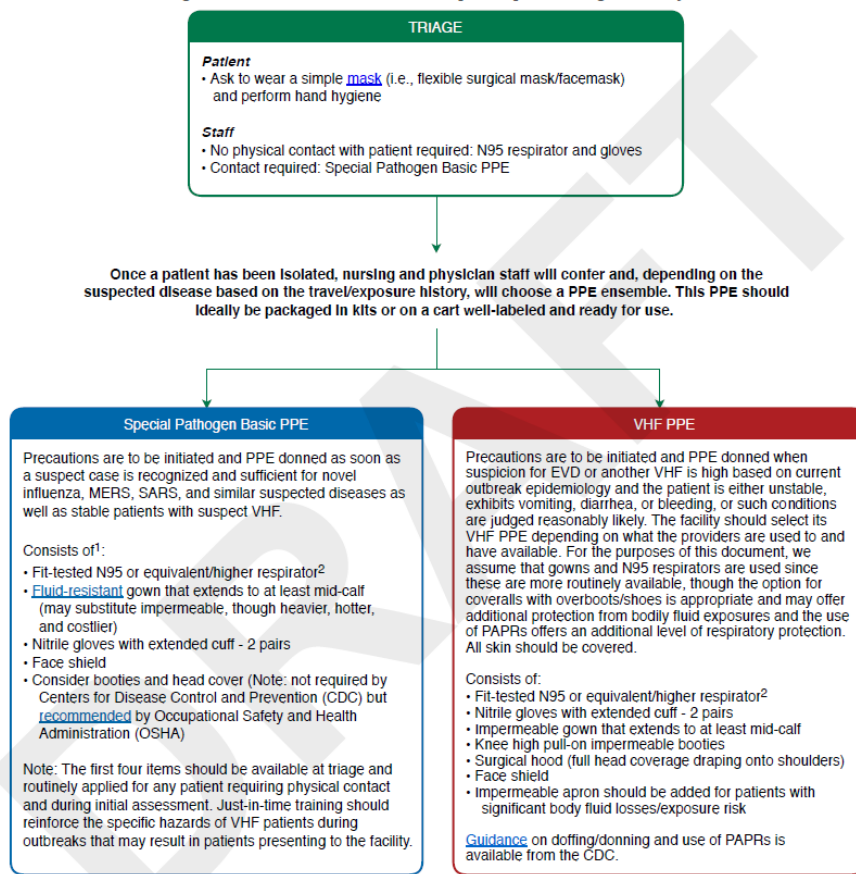 TRIAGE
Patient
• Ask to wear a simple mask (i.e., flexible surgical mask/facemask)
and perform hand hygiene
Staff
• No physical contact with patient required: N95 respirator and gloves
• Contact required: Special Pathogen Basic PPE
Once a patient has been isolated, nursing and physician staff will confer and, depending on the
suspected disease based on the travel/exposure history, will choose a PPE ensemble. This PPE should
ideally be packaged in kits or on a cart well-labeled and ready for use.
Special Pathogen Basic PPE
Precautions are to be initiated and PPE donned as soon as
a suspect case is recognized and sufficient for novel
influenza, MERS, SARS, and similar suspected diseases as
well as stable patients with suspect VHF.
Consists of1:
• Fit-tested N95 or equivalent/higher respirator2
• Fluid-resistant gown that extends to at least mid-calf
(may substitute impermeable, though heavier, hotter,
and costlier)
• Nitrile gloves with extended cuff - 2 pairs
• Face shield
• Consider booties and head cover (Note: not required by
Centers for Disease Control and Prevention (CDC) but
recommended by Occupational Safety and Health
Administration (OSHA)
Note: The first four items should be available at triage and
routinely applied for any patient requiring physical contact
and during initial assessment. Just-in-time training should
reinforce the specific hazards of VHF patients during
outbreaks that may result in patients presenting to the facility.
VHF PPE
Precautions are to be initiated and PPE donned when
suspicion for EVD or another VHF is high based on current
outbreak epidemiology and the patient is either unstable,
exhibits vomiting, diarrhea, or bleeding, or such conditions
are judged reasonably likely. The facility should select its
VHF PPE depending on what the providers are used to and
have available. For the purposes of this document, we
assume that gowns and N95 respirators are used since
these are more routinely available, though the option for
coveralls with overboots/shoes is appropriate and may offer
additional protection from bodily fluid exposures and the use
of PAPRs offers an additional level of respiratory protection.
All skin should be covered.
Consists of:
• Fit-tested N95 or equivalent/higher respirator2
• Nitrile gloves with extended cuff - 2 pairs
• Impermeable gown that extends to at least mid-calf
• Knee high pull-on impermeable booties
• Surgical hood (full head coverage draping onto shoulders)
• Face shield
• Impermeable apron should be added for patients with
significant body fluid losses/exposure risk
Guidance on doffing/donning and use of PAPRs is
available from the CDC.
DRAFT